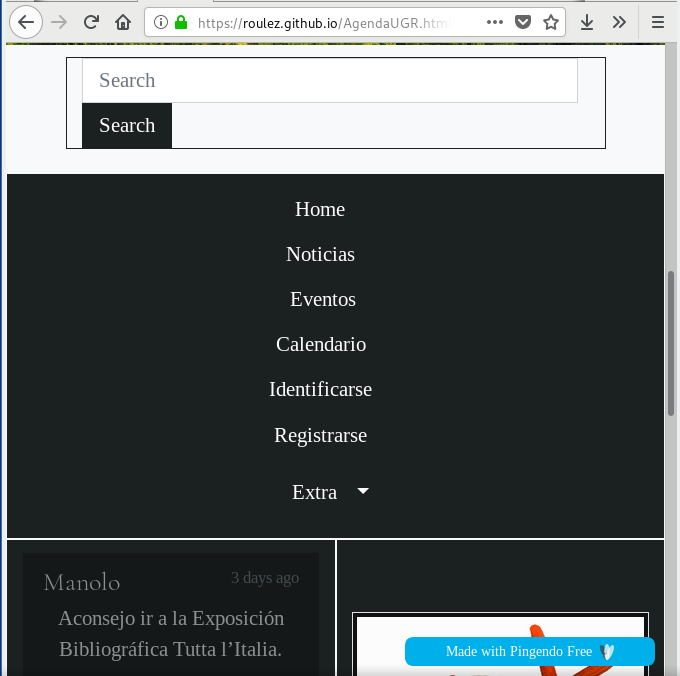 https://roulez.github.io/AgendaUGR.htm
Search
Search
Home
Noticias
Eventos
Calendario
Identificarse
Registrarse
Extra
Manolo
3 days ago
Aconsejo ir a la Exposición
Bibliográfica Tutta l’Italia.
Made with Pingendo Free